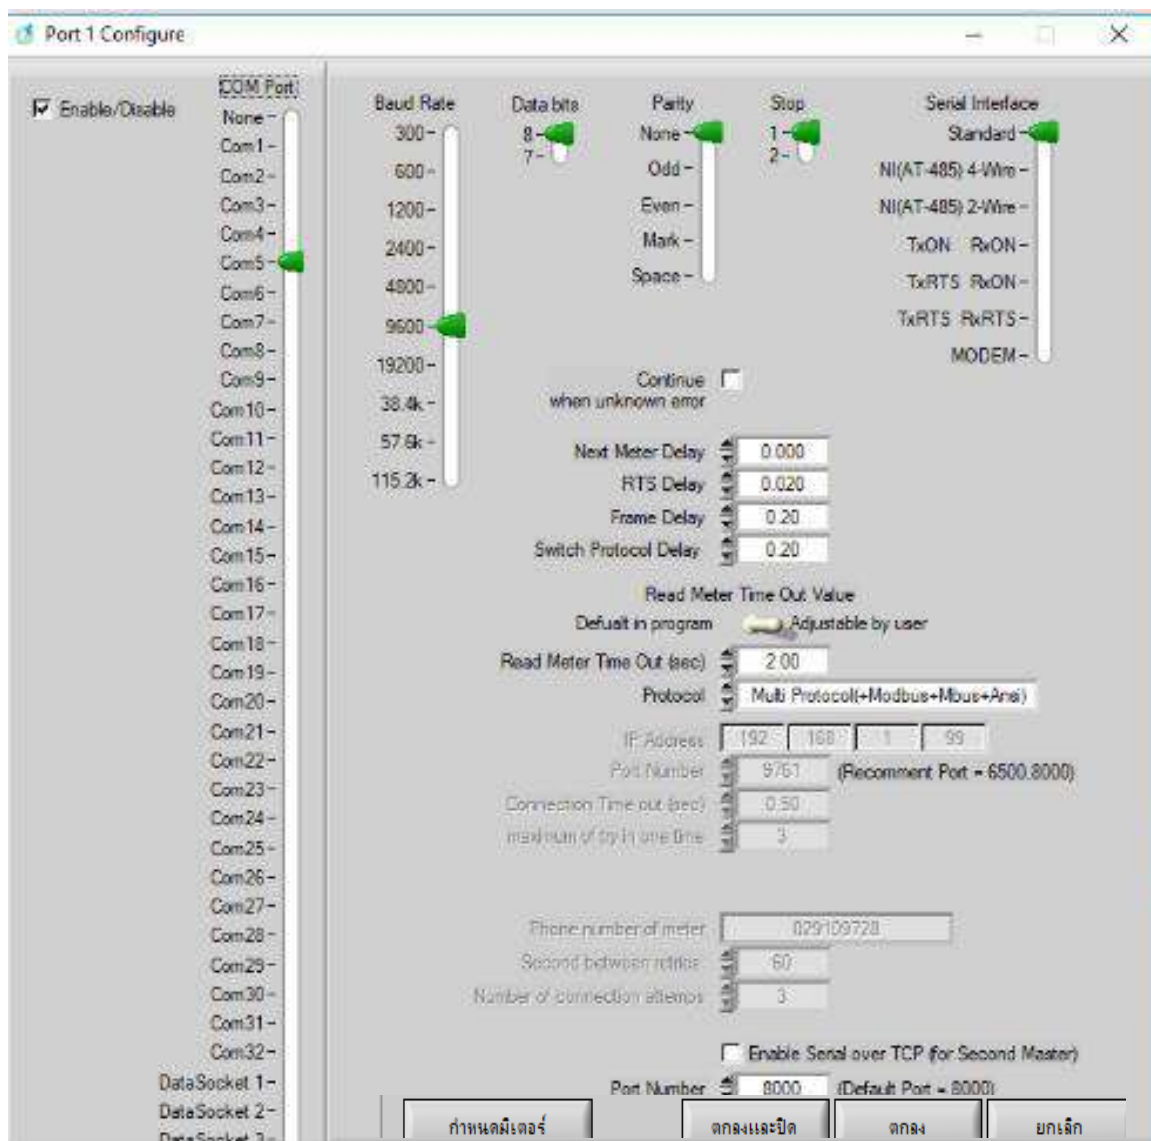 Port 1 Configure
Enable/Disable
COM Port
None
Com1
Com2
Com3
Com4
Com5
Com6
Com7
Com8
Com9
Com10
Com11
Com12
Com13
Com14
Com15
Com16
Com17
Com18
Com19
Com20
Com21
Com22
Com23
Com24
Com25
Com26
Com27
Com28
Com29
Com30
Com31
Com32
DataSocket 1
DataSocket 2
DataSocket 3
Baud Rate
300
600
1200
2400
4800
9600
19200
38.4k
57.6k
115.2k
Data bits
8
7
Parity
None
Odd
Even
Mark
Space
Stop
1
2
Serial Interface
Standard
NI(AT-485) 4-Wire
NI(AT-485) 2-Wire
TxON RxON
TxRTS RxON
TxRTS RxRTS
MODEM
Continue
when unknown error
Next Meter Delay 0.000
RTS Delay 0.020
Frame Delay 0.20
Switch Protocol Delay 0.20
Read Meter Time Out Value
Defualt in program Adjustable by user
Read Meter Time Out (sec) 2.00
Protocol Multi Protocol(+Modbus+Mbus+Ansi)
IP Address 192 168 1 99
Port Number 9761 (Recomment Port = 6500.8000)
Connection Time out (sec) 0.50
maximum of try in one time 3
Phone number of meter 029109728
Second between retries 60
Number of connection attemps 3
Enable Serial over TCP (for Second Master)
Port Number 8000 (Default Port = 8000)
กำหนดมิเตอร์
ตกลงและปิด
ตกลง
ยกเลิก